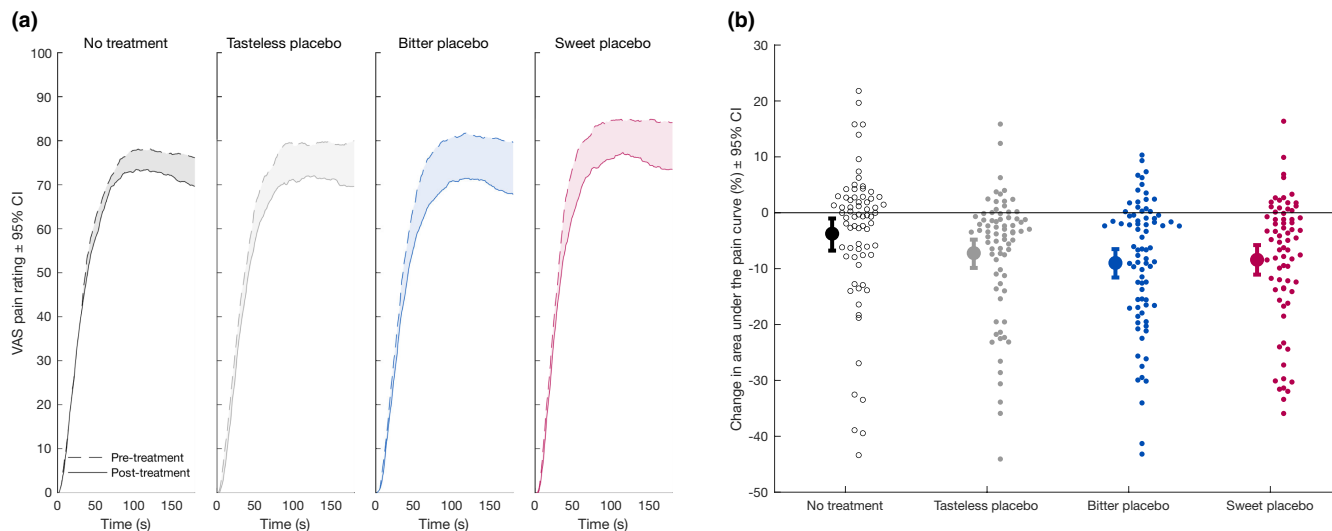 (a)
No treatment
Tasteless placebo
Bitter placebo
Sweet placebo
VAS pain rating ± 95% CI
100
90
80
70
60
50
40
30
20
10
0
Pre-treatment
Post-treatment
0 50 100 150
0 50 100 150
0 50 100 150
0 50 100 150
Time (s)
Time (s)
Time (s)
Time (s)
(b)
Change in area under the pain curve (%) ± 95% CI
30
20
10
0
-10
-20
-30
-40
-50
No treatment
Tasteless placebo
Bitter placebo
Sweet placebo